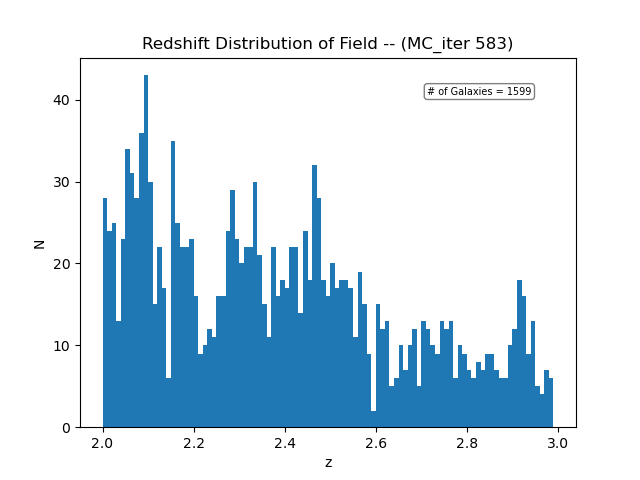 Redshift Distribution of Field -- (MC_iter 583)
# of Galaxies = 1599
40
30
20
10
0
N
2.0 2.2 2.4 2.6 2.8 3.0
z